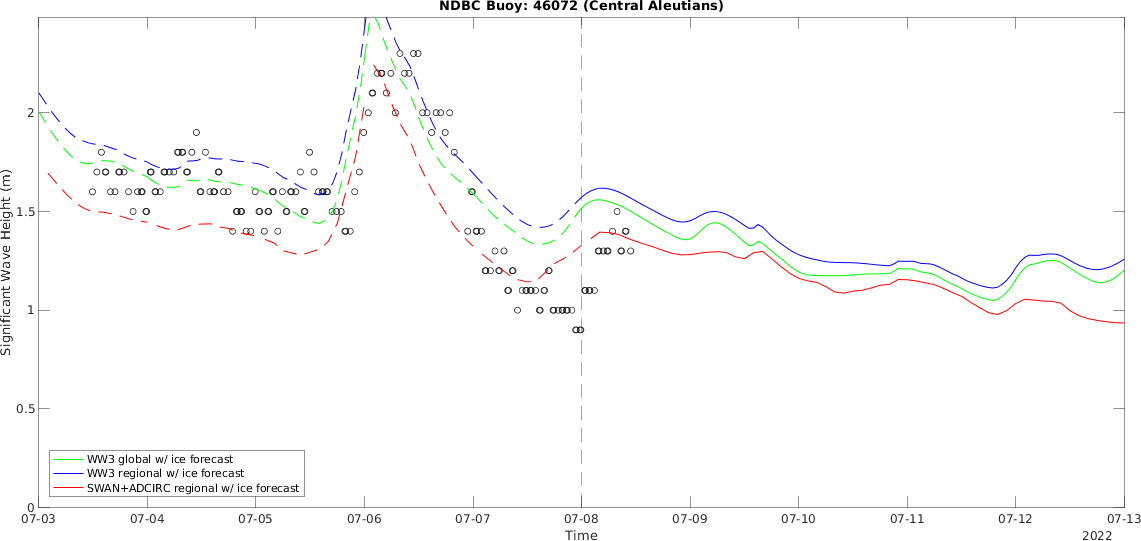 NDBC Buoy: 46072 (Central Aleutians)
Significant Wave Height (m)
2
1.5
1
0.5
0
WW3 global w/ ice forecast
WW3 regional w/ ice forecast
SWAN+ADCIRC regional w/ ice forecast
07-03 07-04 07-05 07-06 07-07 07-08 07-09 07-10 07-11 07-12 07-13
Time
2022